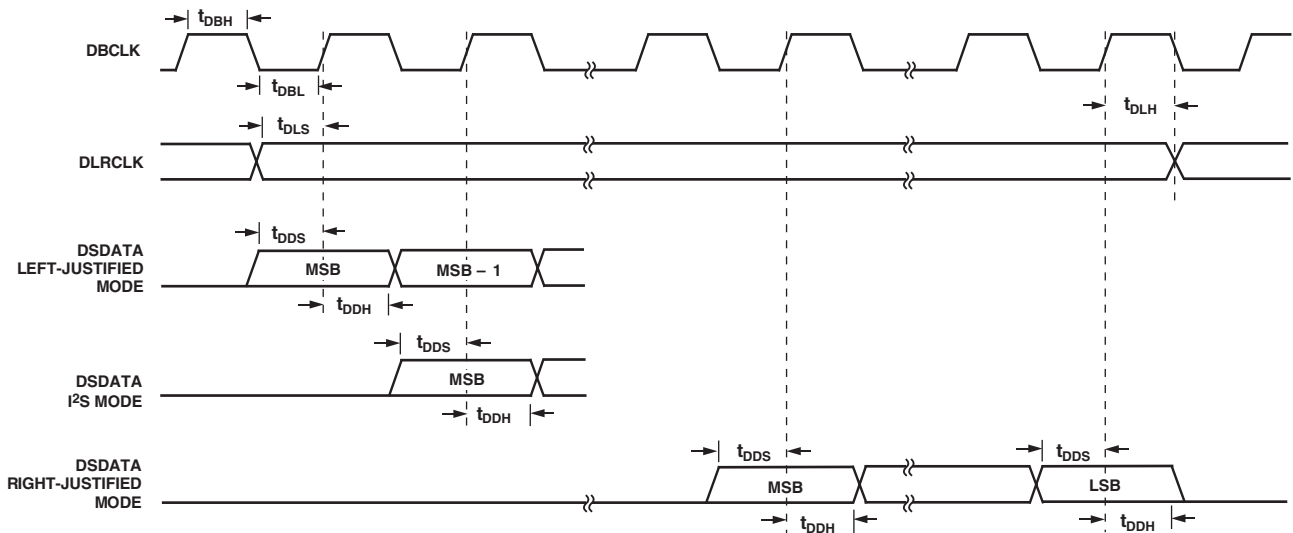 tDBH
DBCLK
tDBL
tDLH
tDLS
DLRCLK
tDDS
DSDATA
LEFT-JUSTIFIED
MODE
MSB
MSB – 1
tDDH
tDDS
DSDATA
I²S MODE
MSB
tDDH
DSDATA
RIGHT-JUSTIFIED
MODE
tDDS
tDDS
MSB
LSB
tDDH
tDDH